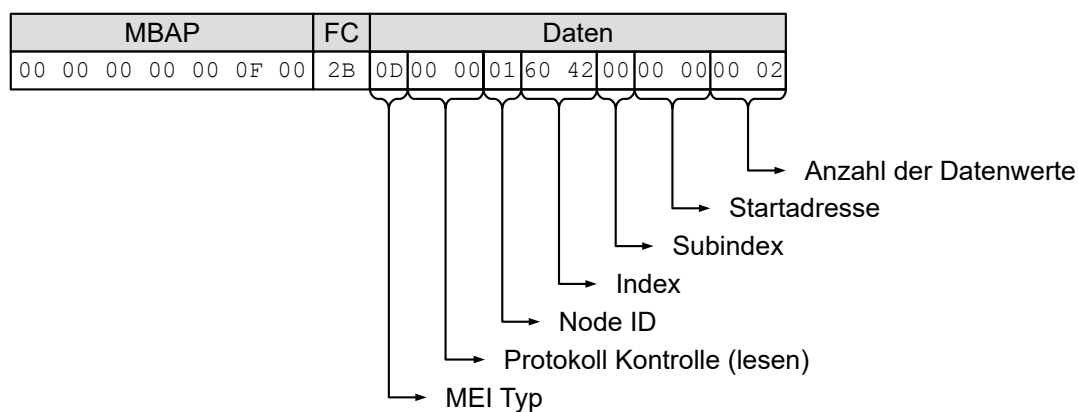 MBAP FC Daten
00 00 00 00 00 0F 00 2B 0D 00 00 01 60 42 00 00 00 00 02
Anzahl der Datenwerte
Startadresse
Subindex
Index
Node ID
Protokoll Kontrolle (lesen)
MEI Typ